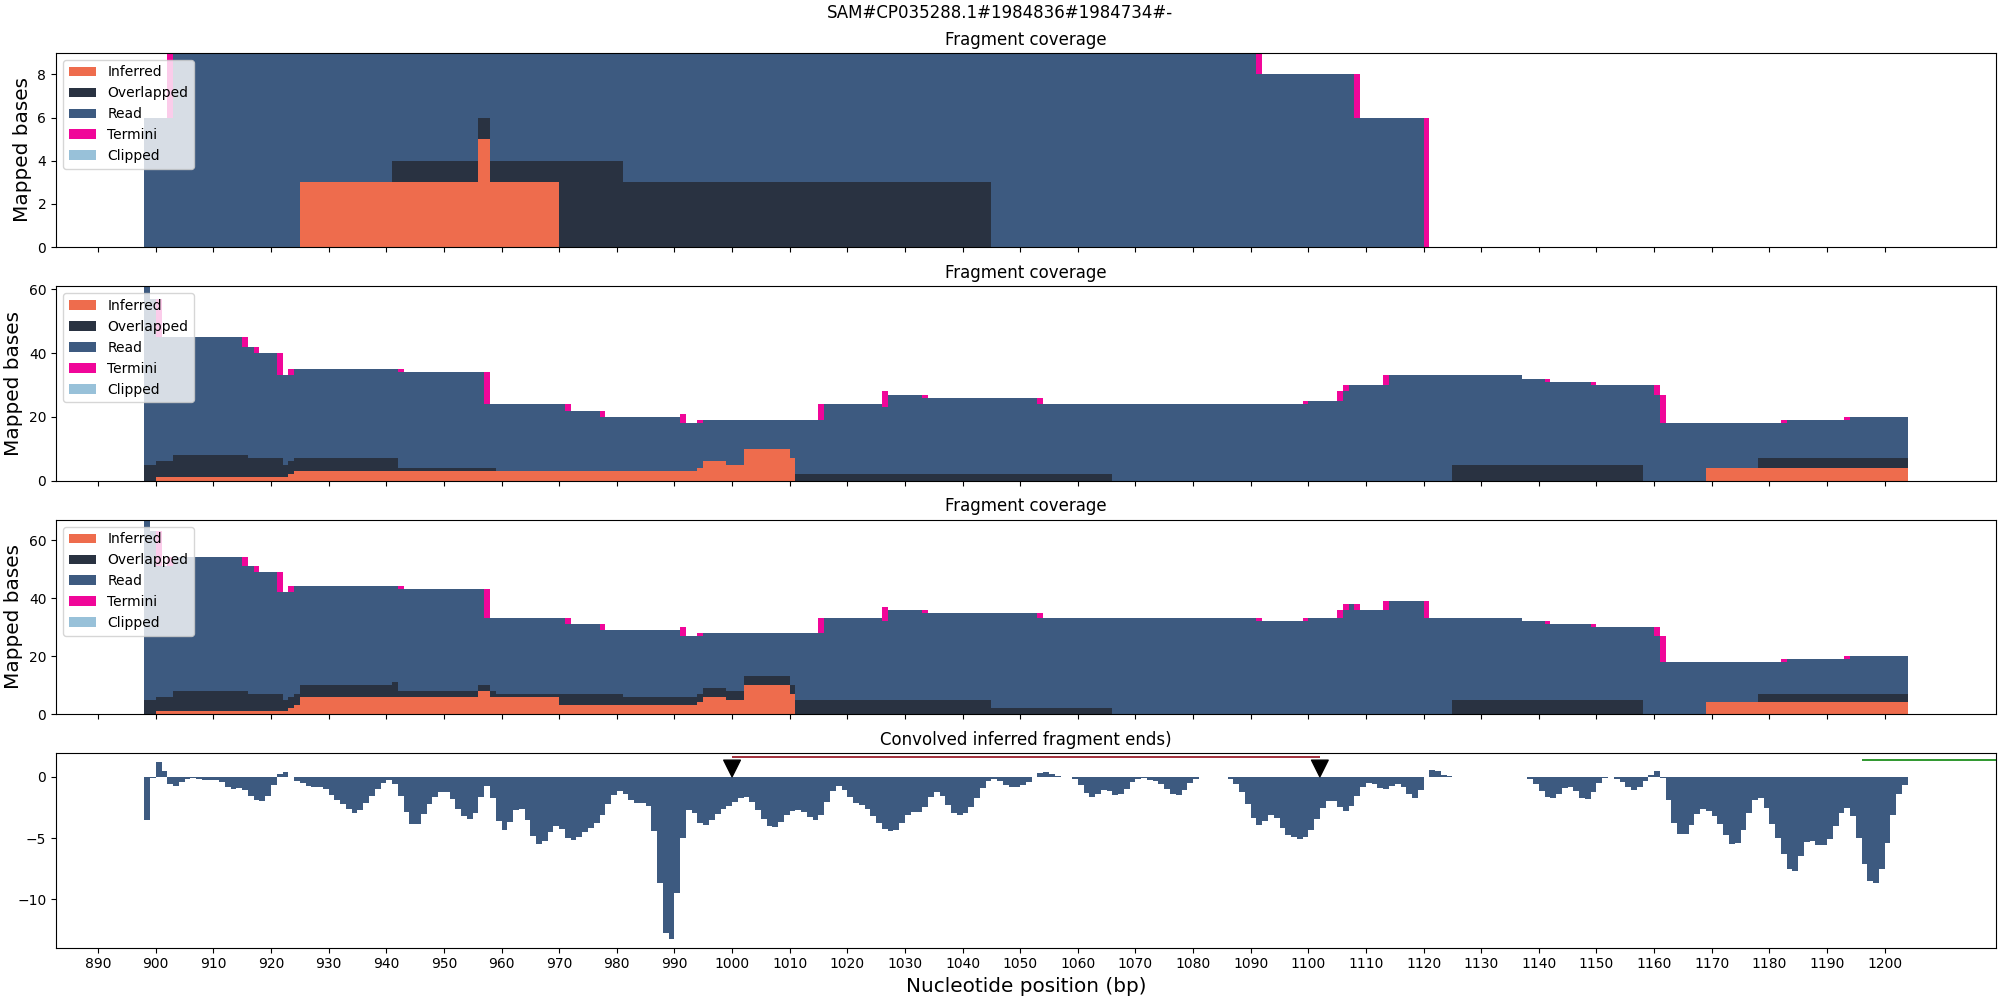 SAM#CP035288.1#1984836#1984734#-
Fragment coverage
Mapped bases
8
6
4
2
0
Inferred
Overlapped
Read
Termini
Clipped
Fragment coverage
Mapped bases
60
40
20
0
Inferred
Overlapped
Read
Termini
Clipped
Fragment coverage
Mapped bases
60
40
20
0
Inferred
Overlapped
Read
Termini
Clipped
Convolved inferred fragment ends)
0
−5
−10
890 900 910 920 930 940 950 960 970 980 990 1000 1010 1020 1030 1040 1050 1060 1070 1080 1090 1100 1110 1120 1130 1140 1150 1160 1170 1180 1190 1200
Nucleotide position (bp)